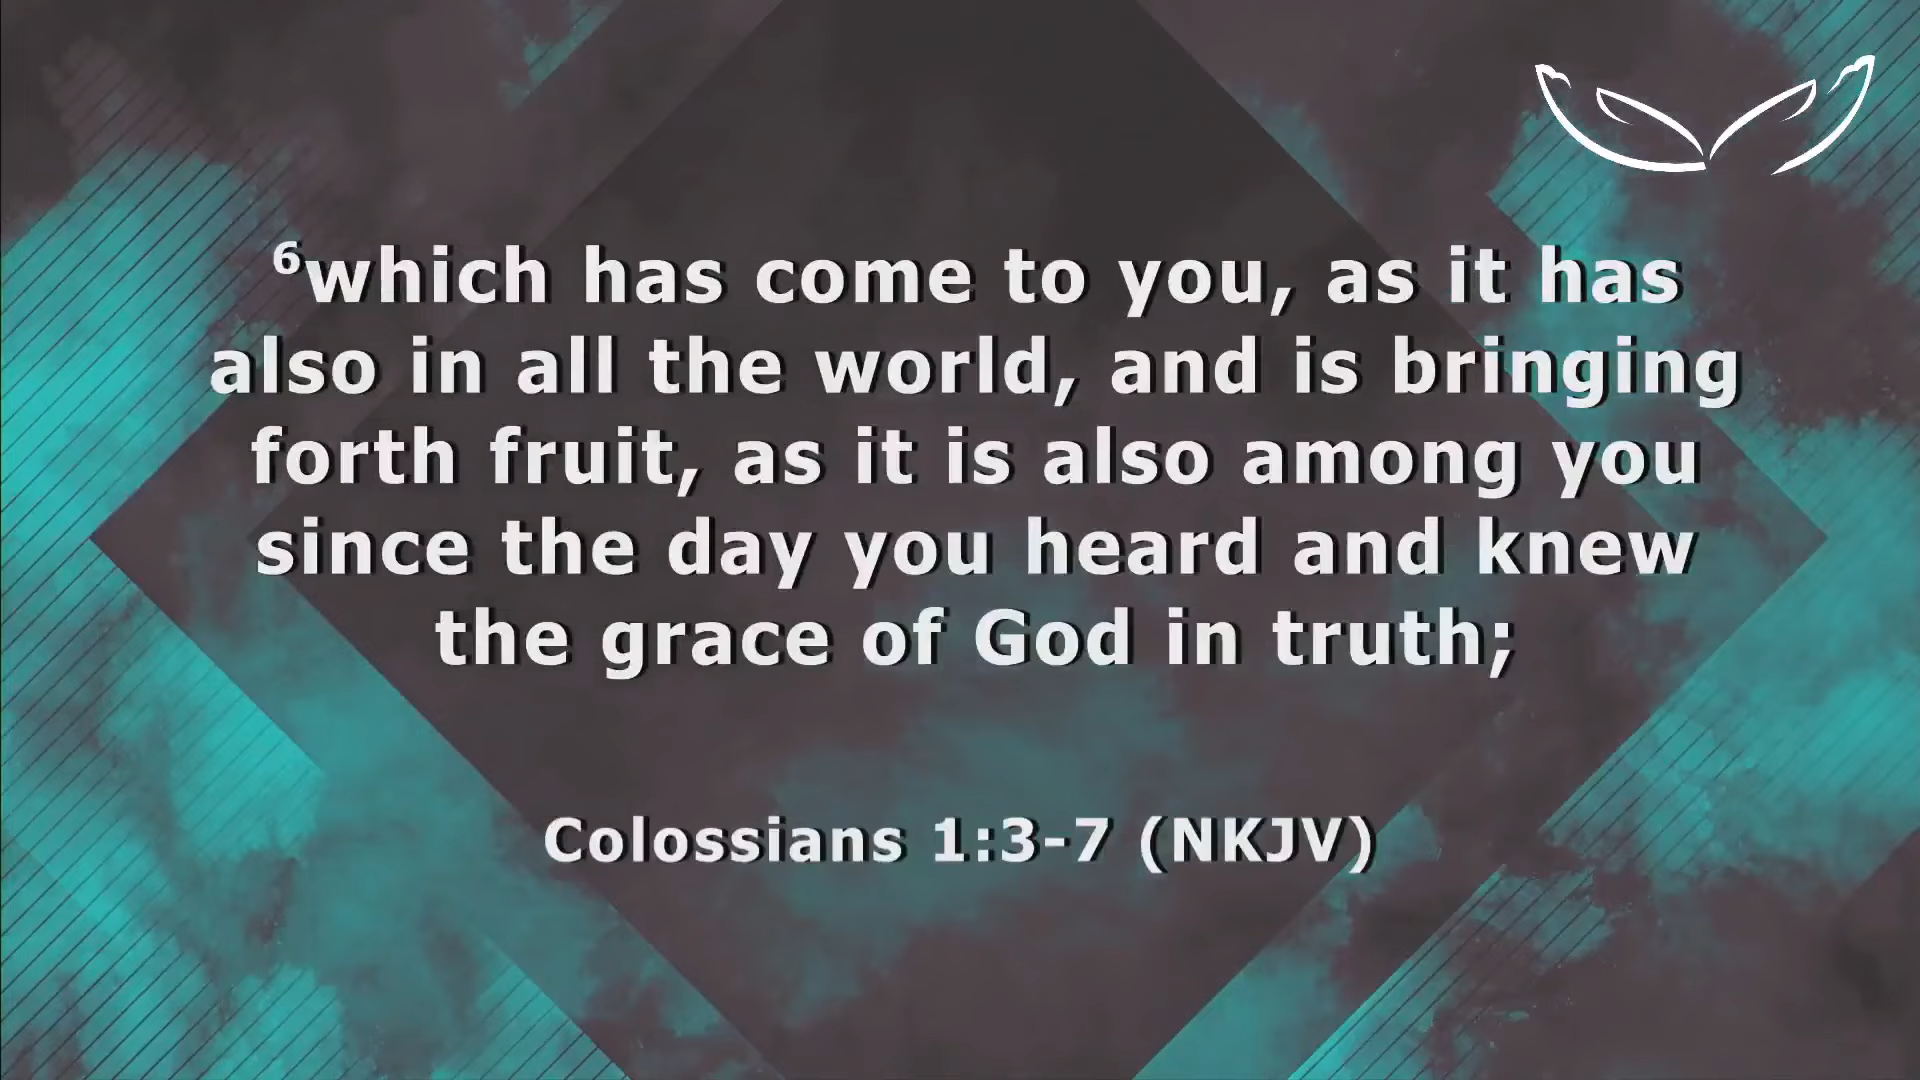 ⁶which has come to you, as it has
also in all the world, and is bringing
forth fruit, as it is also among you
since the day you heard and knew
the grace of God in truth;
Colossians 1:3-7 (NKJV)